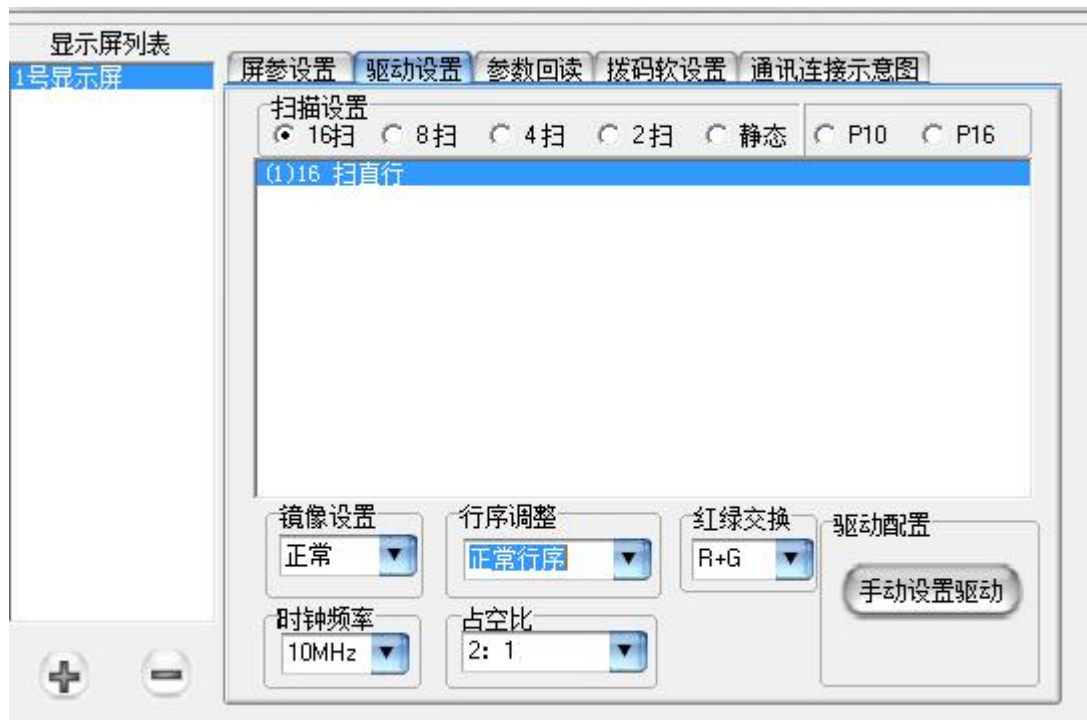 显示屏列表
1号显示屏
屏参设置 驱动设置 参数回读 拨码软设置 通讯连接示意图
扫描设置
16扫 8扫 4扫 2扫 静态 P10 P16
(1)16 扫直行
镜像设置 行序调整 红绿交换 驱动配置
正常 正常行序 R+G
手动设置驱动
时钟频率 占空比
10MHz 2: 1